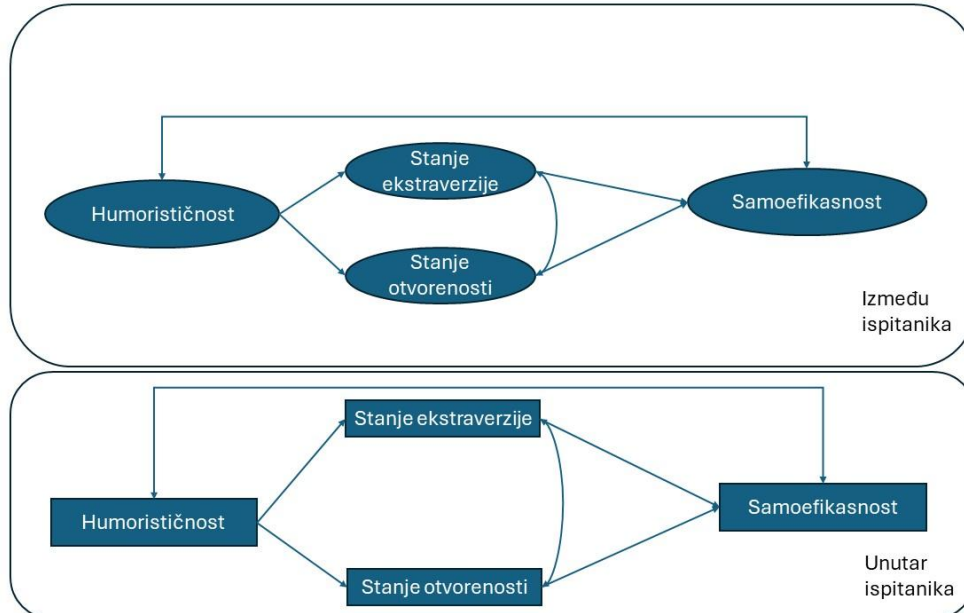 Stanje
ekstraverzije
Humorističnost
Samoefikasnost
Stanje
otvorenosti
Između
ispitanika
Stanje ekstraverzije
Humorističnost
Samoefikasnost
Stanje otvorenosti
Unutar
ispitanika